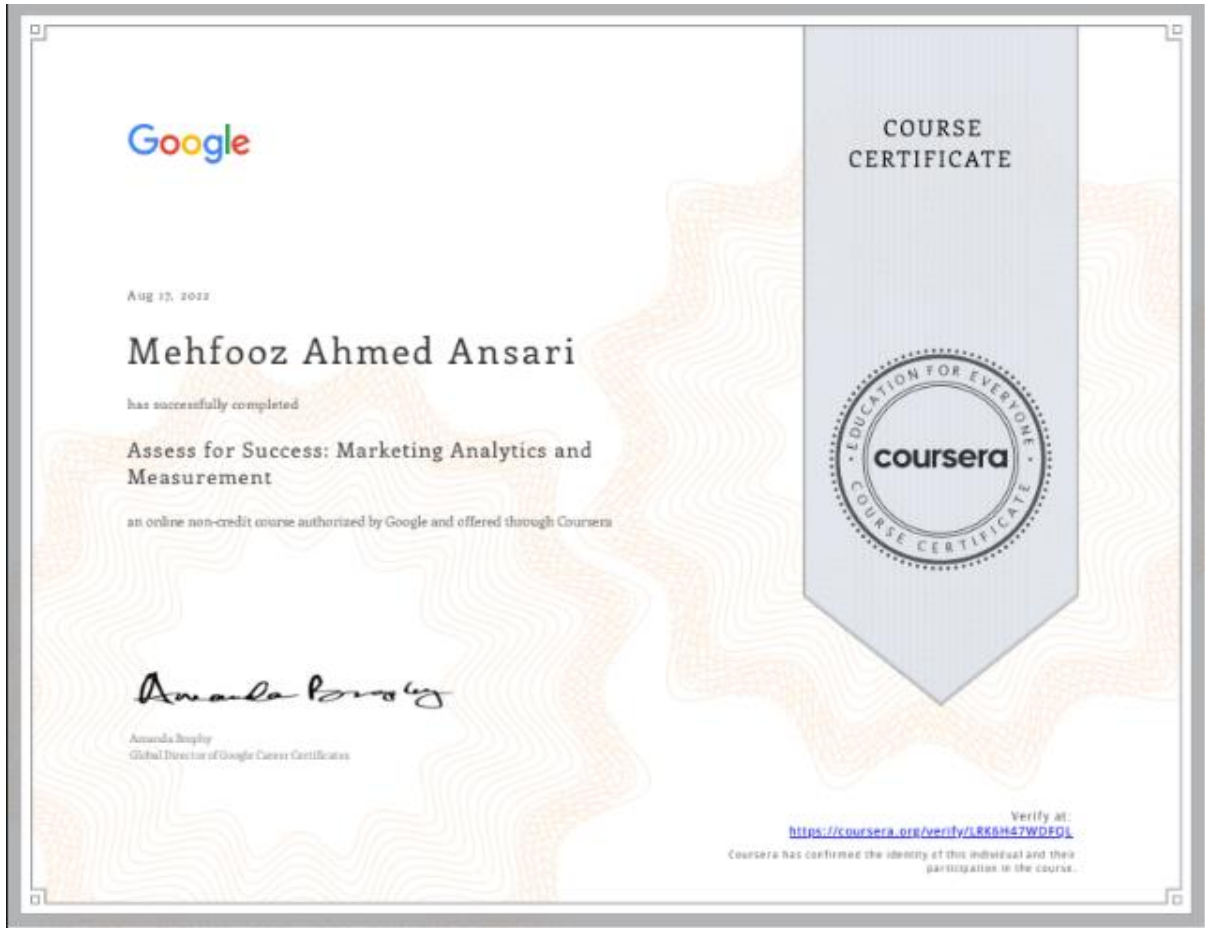 Google
COURSE
CERTIFICATE
Aug 17, 2022
Mehfooz Ahmed Ansari
has successfully completed
Assess for Success: Marketing Analytics and
Measurement
an online non-credit course authorized by Google and offered through Coursera
EDUCATION FOR EVERYONE
coursera
COURSE CERTIFICATE
Amanda Brophy
Amanda Brophy
Global Director of Google Career Certificates
Verify at:
https://coursera.org/verify/LRK6H47WDFQL
Coursera has confirmed the identity of this individual and their
participation in the course.